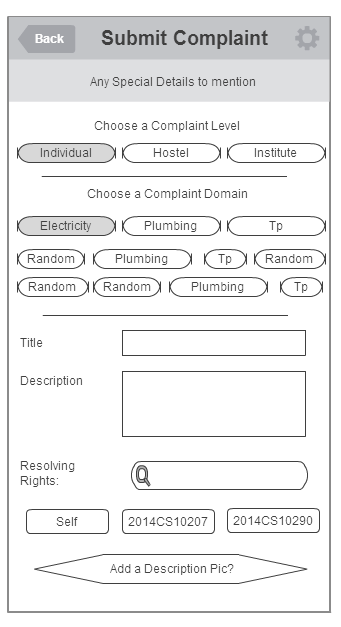 Back Submit Complaint
Any Special Details to mention
Choose a Complaint Level
Individual Hostel Institute
Choose a Complaint Domain
Electricity Plumbing Tp
Random Plumbing Tp Random
Random Random Plumbing Tp
Title
Description
Resolving
Rights:
Self 2014CS10207 2014CS10290
Add a Description Pic?